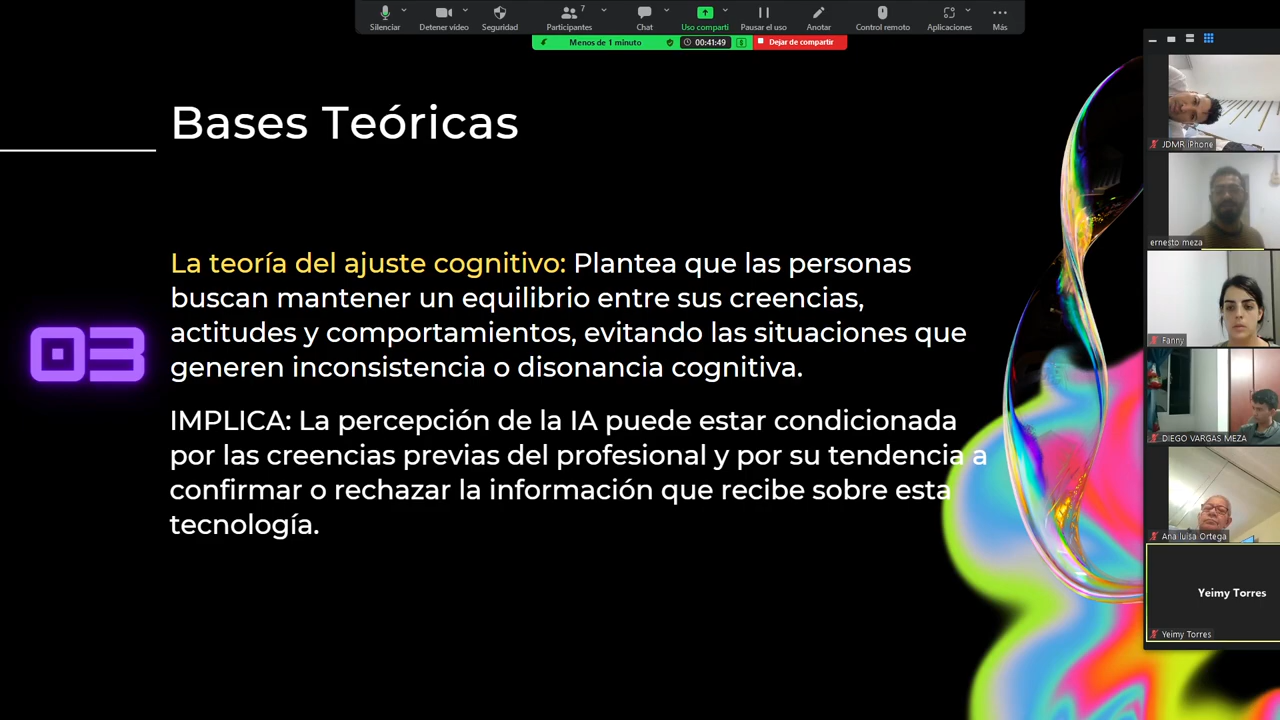 Silenciar
Detener video
Seguridad
7
Participantes
Chat
Uso comparti
Pausar el uso
Anotar
Control remoto
Aplicaciones
Más
Menos de 1 minuto
00:41:49
Dejar de compartir
Bases Teóricas
03
La teoría del ajuste cognitivo: Plantea que las personas
buscan mantener un equilibrio entre sus creencias,
actitudes y comportamientos, evitando las situaciones que
generen inconsistencia o disonancia cognitiva.
IMPLICA: La percepción de la IA puede estar condicionada
por las creencias previas del profesional y por su tendencia a
confirmar o rechazar la información que recibe sobre esta
tecnología.
JDMR iPhone
ernesto meza
Fanny
DIEGO VARGAS MEZA
Ana luisa Ortega
Yeimy Torres
Yeimy Torres